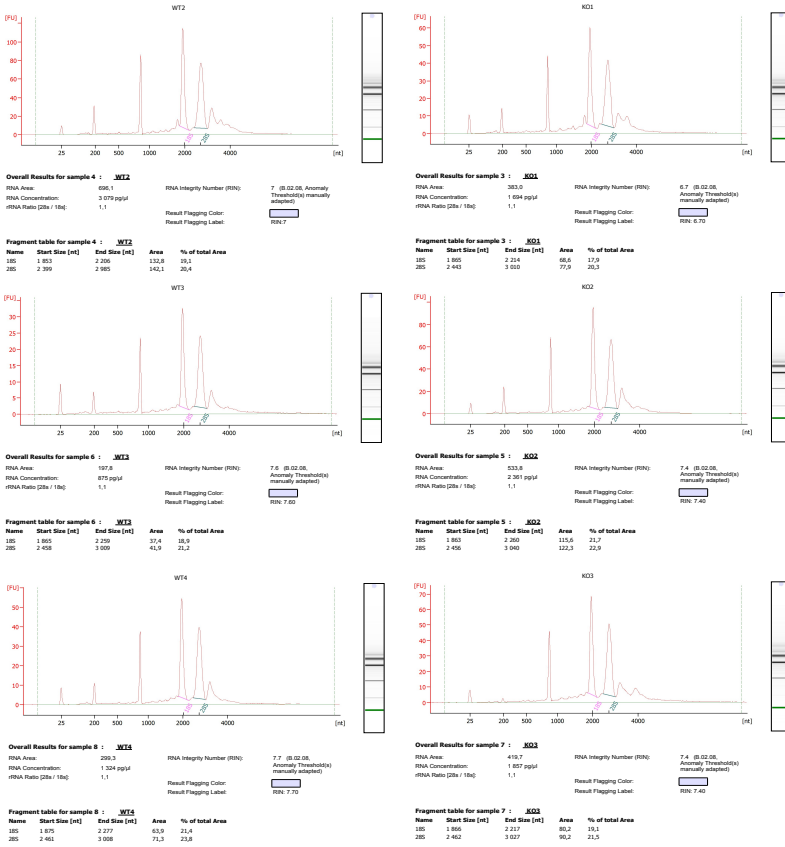 WT2
[FU]
100
80
60
40
20
0
18S
28S
25 200 500 1000 2000 4000 [nt]
Overall Results for sample 4 : WT2
RNA Area: 696,1 RNA Integrity Number (RIN): 7 (B.02.08, Anomaly
Threshold(s) manually
adapted)
RNA Concentration: 3 079 pg/µl
rRNA Ratio [28s / 18s]: 1,1
Result Flagging Color:
Result Flagging Label: RIN:7
Fragment table for sample 4 : WT2
Name Start Size [nt] End Size [nt] Area % of total Area
18S 1 853 2 206 132,8 19,1
28S 2 399 2 985 142,1 20,4
KO1
[FU]
60
50
40
30
20
10
0
18S
28S
25 200 500 1000 2000 4000 [nt]
Overall Results for sample 3 : KO1
RNA Area: 383,0 RNA Integrity Number (RIN): 6.7 (B.02.08,
Anomaly Threshold(s)
manually adapted)
RNA Concentration: 1 694 pg/µl
rRNA Ratio [28s / 18s]: 1,1
Result Flagging Color:
Result Flagging Label: RIN: 6.70
Fragment table for sample 3 : KO1
Name Start Size [nt] End Size [nt] Area % of total Area
18S 1 865 2 214 68,6 17,9
28S 2 443 3 010 77,9 20,3
WT3
[FU]
30
25
20
15
10
5
0
18S
28S
25 200 500 1000 2000 4000 [nt]
Overall Results for sample 6 : WT3
RNA Area: 197,8 RNA Integrity Number (RIN): 7.6 (B.02.08,
Anomaly Threshold(s)
manually adapted)
RNA Concentration: 875 pg/µl
rRNA Ratio [28s / 18s]: 1,1
Result Flagging Color:
Result Flagging Label: RIN: 7.60
Fragment table for sample 6 : WT3
Name Start Size [nt] End Size [nt] Area % of total Area
18S 1 865 2 259 37,4 18,9
28S 2 458 3 009 41,9 21,2
KO2
[FU]
80
60
40
20
0
18S
28S
25 200 500 1000 2000 4000 [nt]
Overall Results for sample 5 : KO2
RNA Area: 533,8 RNA Integrity Number (RIN): 7.4 (B.02.08,
Anomaly Threshold(s)
manually adapted)
RNA Concentration: 2 361 pg/µl
rRNA Ratio [28s / 18s]: 1,1
Result Flagging Color:
Result Flagging Label: RIN: 7.40
Fragment table for sample 5 : KO2
Name Start Size [nt] End Size [nt] Area % of total Area
18S 1 863 2 260 115,6 21,7
28S 2 456 3 040 122,3 22,9
WT4
[FU]
50
40
30
20
10
0
18S
28S
25 200 500 1000 2000 4000 [nt]
Overall Results for sample 8 : WT4
RNA Area: 299,3 RNA Integrity Number (RIN): 7.7 (B.02.08,
Anomaly Threshold(s)
manually adapted)
RNA Concentration: 1 324 pg/µl
rRNA Ratio [28s / 18s]: 1,1
Result Flagging Color:
Result Flagging Label: RIN: 7.70
Fragment table for sample 8 : WT4
Name Start Size [nt] End Size [nt] Area % of total Area
18S 1 875 2 277 63,9 21,4
28S 2 461 3 008 71,3 23,8
KO3
[FU]
70
60
50
40
30
20
10
0
18S
28S
25 200 500 1000 2000 4000 [nt]
Overall Results for sample 7 : KO3
RNA Area: 419,7 RNA Integrity Number (RIN): 7.4 (B.02.08,
Anomaly Threshold(s)
manually adapted)
RNA Concentration: 1 857 pg/µl
rRNA Ratio [28s / 18s]: 1,1
Result Flagging Color:
Result Flagging Label: RIN: 7.40
Fragment table for sample 7 : KO3
Name Start Size [nt] End Size [nt] Area % of total Area
18S 1 866 2 217 80,2 19,1
28S 2 462 3 027 90,2 21,5